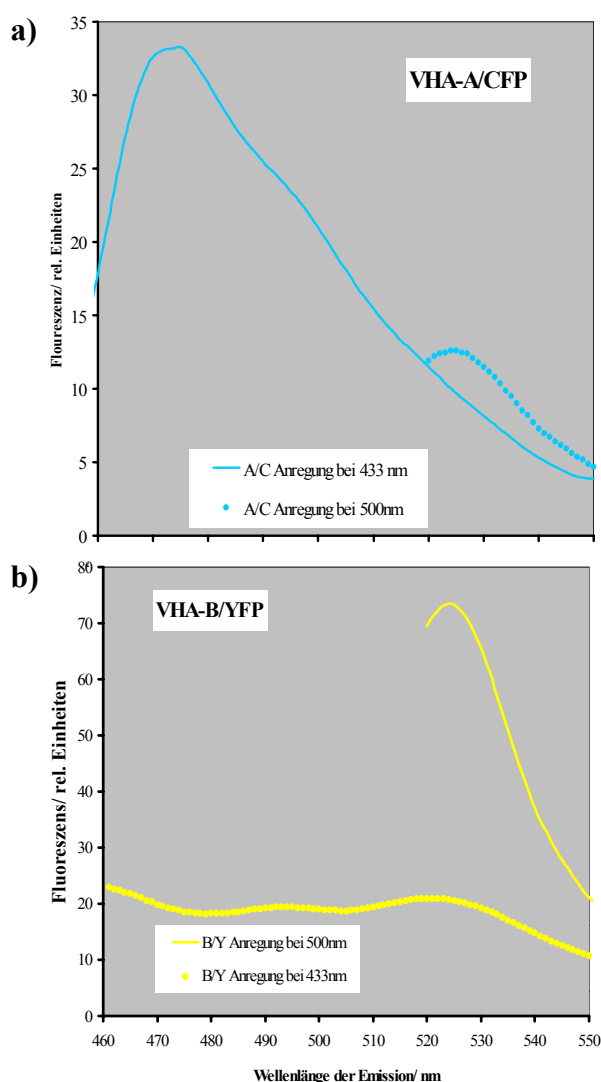 a)
35
30
25
20
15
10
5
0
Floureszenz/ rel. Einheiten
VHA-A/CFP
A/C Anregung bei 433 nm
A/C Anregung bei 500nm
b)
80
70
60
50
40
30
20
10
0
Fluoreszens/ rel. Einheiten
VHA-B/YFP
B/Y Anregung bei 500nm
B/Y Anregung bei 433nm
460 470 480 490 500 510 520 530 540 550
Wellenlänge der Emission/ nm